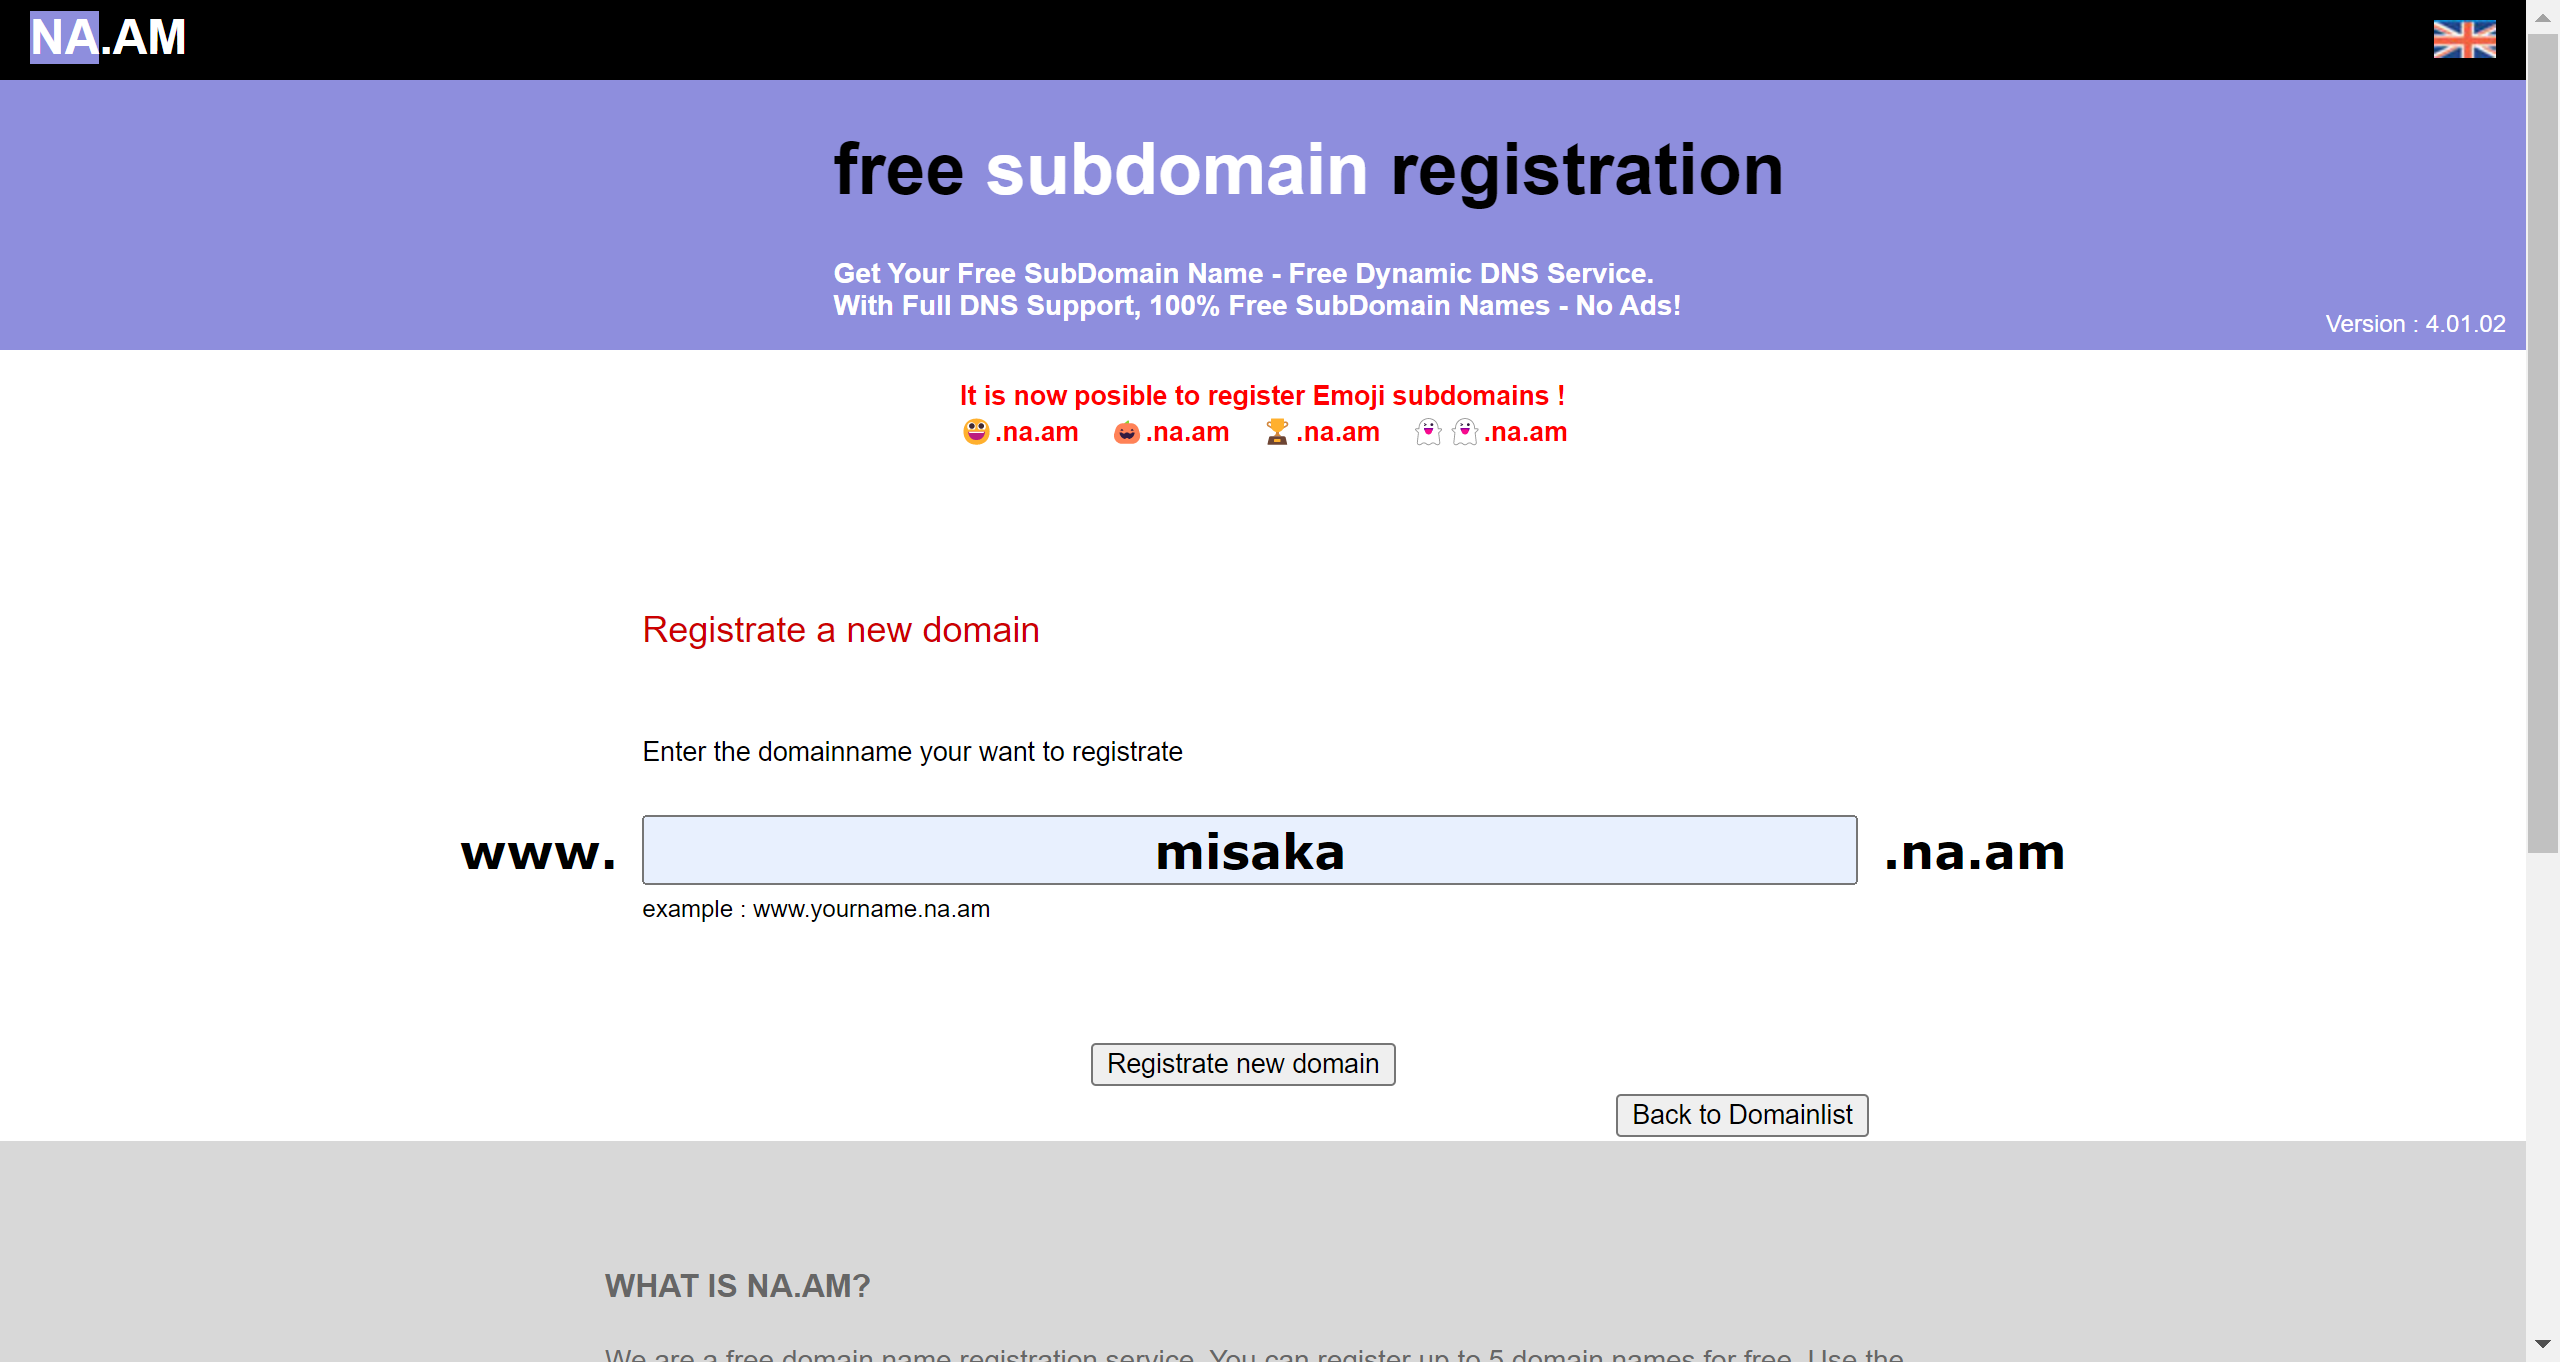 NA.AM
free subdomain registration
Get Your Free SubDomain Name - Free Dynamic DNS Service.
With Full DNS Support, 100% Free SubDomain Names - No Ads!
Version : 4.01.02
It is now posible to register Emoji subdomains !
😀.na.am 🎃.na.am 🏆.na.am 👻👻.na.am
Registrate a new domain
Enter the domainname your want to registrate
www. misaka .na.am
example : www.yourname.na.am
Registrate new domain
Back to Domainlist
WHAT IS NA.AM?
We are a free domain name registration service. You can register up to 5 domain names for free. Use the